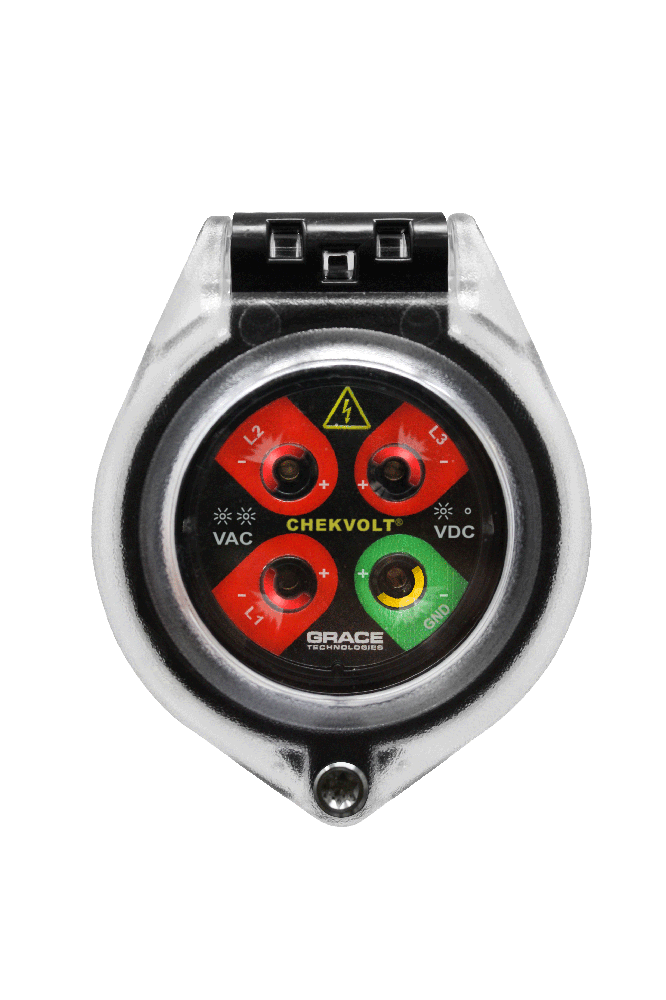 L2
L3
-
-
+
+
CHEKVOLT®
VAC
VDC
+
+
-
-
L1
GND
GRACE
TECHNOLOGIES